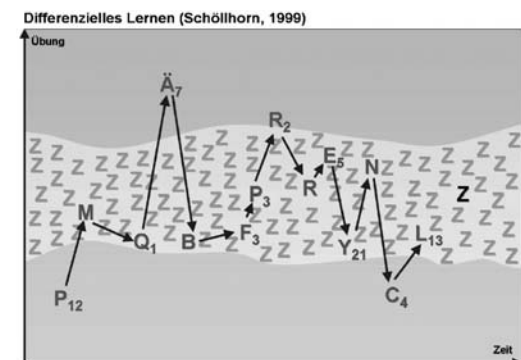 Differenzielles Lernen (Schöllhorn, 1999)
Übung
Ä7
R2
E5
N
P3
R
Z
M
F3
L13
Q1
B
Y21
P12
C4
Zeit